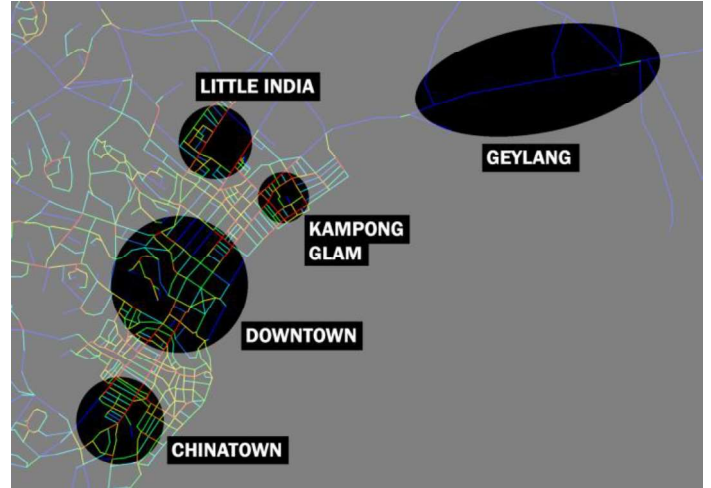 LITTLE INDIA
GEYLANG
KAMPONG
GLAM
DOWNTOWN
CHINATOWN